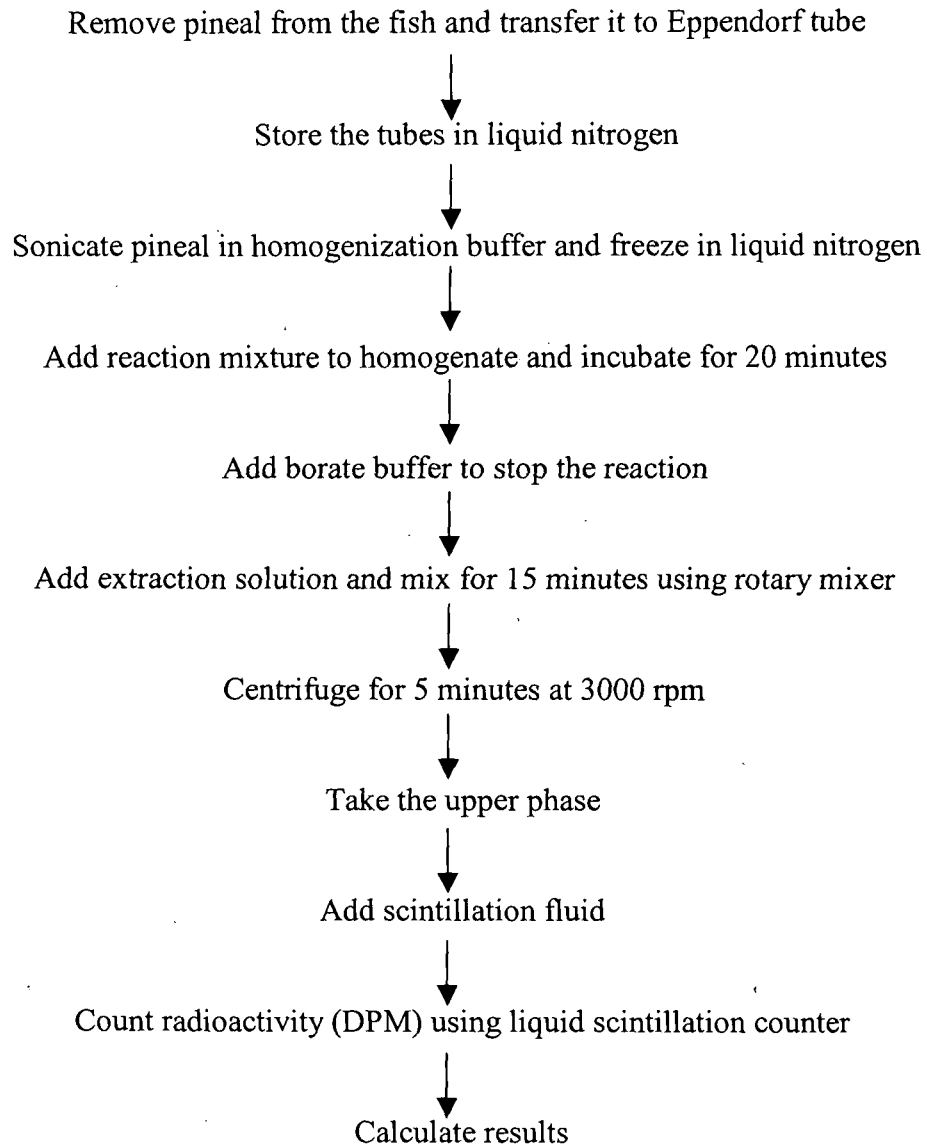 Remove pineal from the fish and transfer it to Eppendorf tube
Store the tubes in liquid nitrogen
Sonicate pineal in homogenization buffer and freeze in liquid nitrogen
Add reaction mixture to homogenate and incubate for 20 minutes
Add borate buffer to stop the reaction
Add extraction solution and mix for 15 minutes using rotary mixer
Centrifuge for 5 minutes at 3000 rpm
Take the upper phase
Add scintillation fluid
Count radioactivity (DPM) using liquid scintillation counter
Calculate results